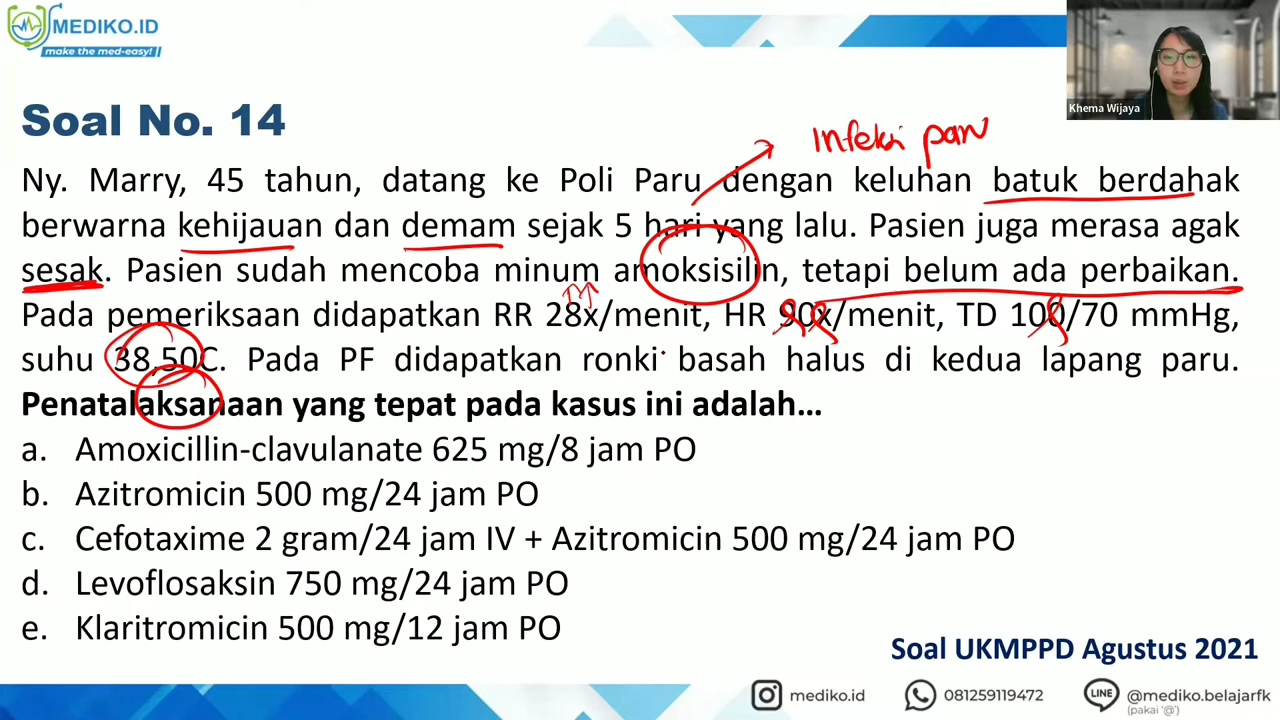 MEDIKO.ID
make the med-easy!
Khema Wijaya
Soal No. 14
Infeksi paru
Ny. Marry, 45 tahun, datang ke Poli Paru dengan keluhan batuk berdahak
berwarna kehijauan dan demam sejak 5 hari yang lalu. Pasien juga merasa agak
sesak. Pasien sudah mencoba minum amoksisilin, tetapi belum ada perbaikan.
Pada pemeriksaan didapatkan RR 28x/menit, HR 90x/menit, TD 100/70 mmHg,
suhu 38,50C. Pada PF didapatkan ronki basah halus di kedua lapang paru.
Penatalaksanaan yang tepat pada kasus ini adalah...
a. Amoxicillin-clavulanate 625 mg/8 jam PO
b. Azitromicin 500 mg/24 jam PO
c. Cefotaxime 2 gram/24 jam IV + Azitromicin 500 mg/24 jam PO
d. Levoflosaksin 750 mg/24 jam PO
e. Klaritromicin 500 mg/12 jam PO
Soal UKMPPD Agustus 2021
mediko.id
081259119472
LINE
@mediko.belajarfk
(pakai '@')